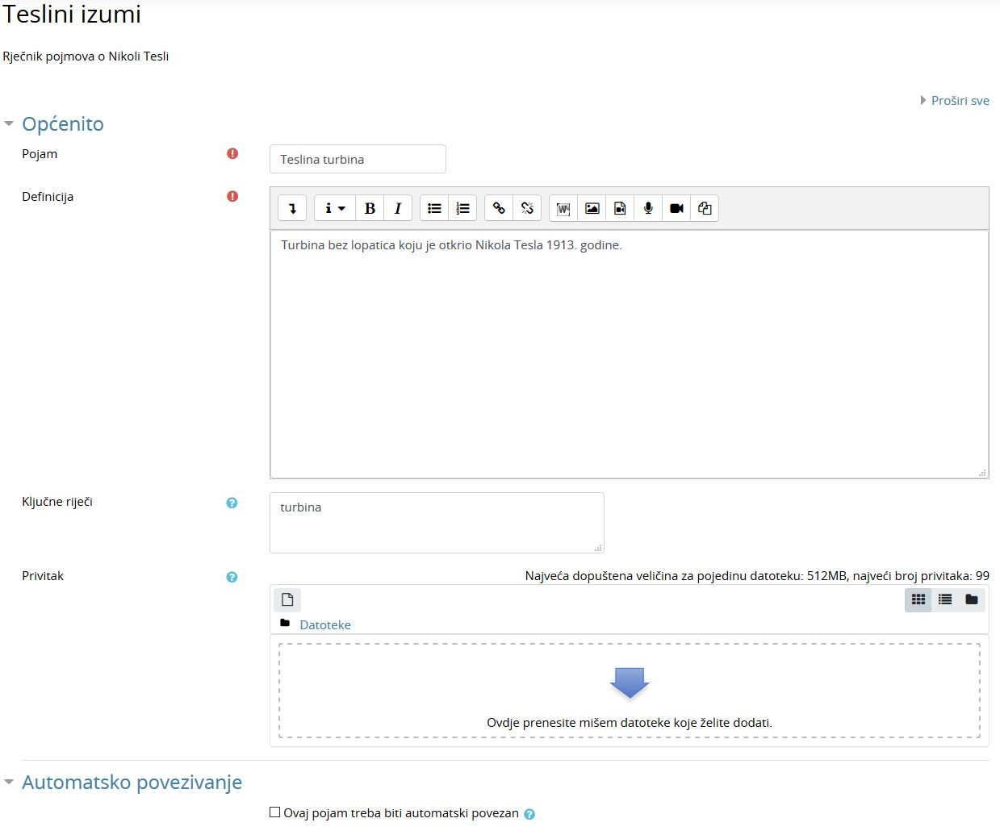 Teslini izumi
Rječnik pojmova o Nikoli Tesli
Proširi sve
Općenito
Pojam
Teslina turbina
Definicija
Turbina bez lopatica koju je otkrio Nikola Tesla 1913. godine.
Ključne riječi
turbina
Privitak
Najveća dopuštena veličina za pojedinu datoteku: 512MB, najveći broj privitaka: 99
Datoteke
Ovdje prenesite mišem datoteke koje želite dodati.
Automatsko povezivanje
Ovaj pojam treba biti automatski povezan